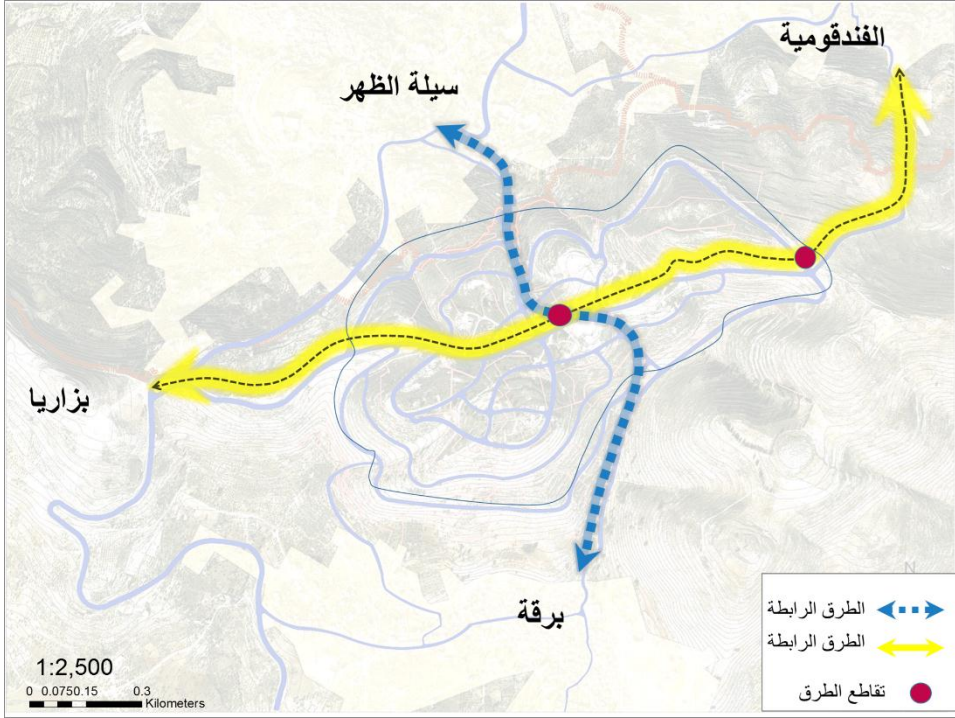 الفندقومية
سيلة الظهر
بزاريا
برقة
N
الطرق الرابطة
الطرق الرابطة
تقاطع الطرق
1:2,500
0 0.0750.15 0.3
Kilometers